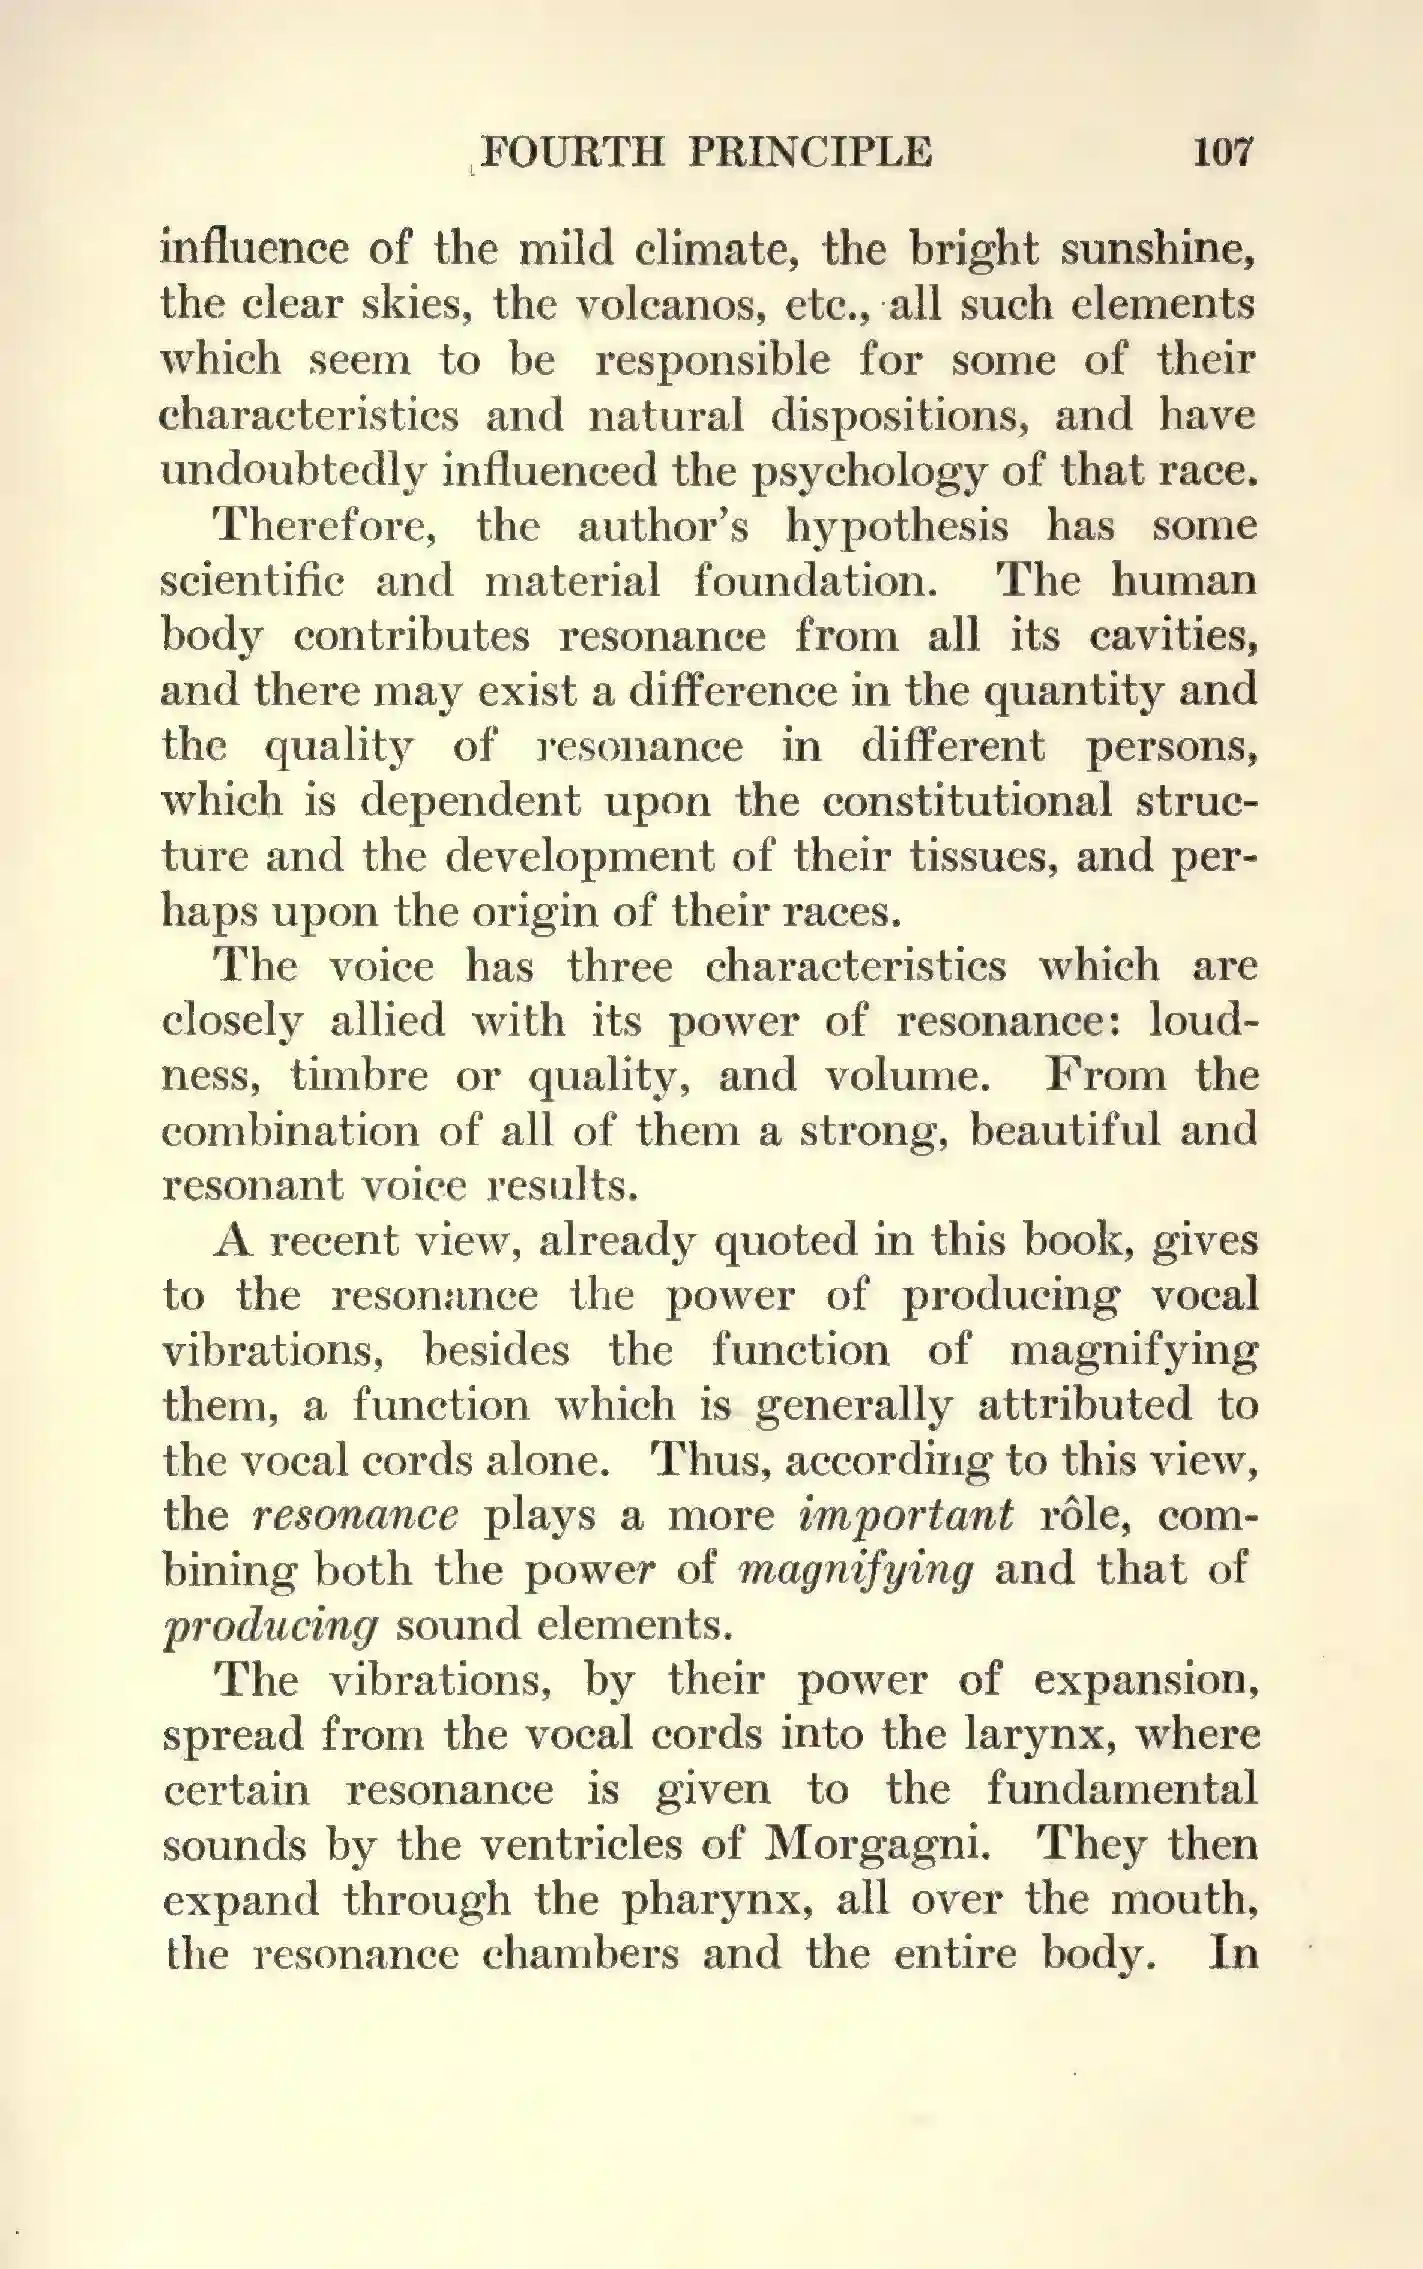 FOURTH PRINCIPLE 107
influence of the mild climate, the bright sunshine,
the clear skies, the volcanos, etc., all such elements
which seem to be responsible for some of their
characteristics and natural dispositions, and have
undoubtedly influenced the psychology of that race.
Therefore, the author's hypothesis has some
scientific and material foundation. The human
body contributes resonance from all its cavities,
and there may exist a difference in the quantity and
the quality of resonance in different persons,
which is dependent upon the constitutional struc-
ture and the development of their tissues, and per-
haps upon the origin of their races.
The voice has three characteristics which are
closely allied with its power of resonance: loud-
ness, timbre or quality, and volume. From the
combination of all of them a strong, beautiful and
resonant voice results.
A recent view, already quoted in this book, gives
to the resonance the power of producing vocal
vibrations, besides the function of magnifying
them, a function which is generally attributed to
the vocal cords alone. Thus, according to this view,
the resonance plays a more important rôle, com-
bining both the power of magnifying and that of
producing sound elements.
The vibrations, by their power of expansion,
spread from the vocal cords into the larynx, where
certain resonance is given to the fundamental
sounds by the ventricles of Morgagni. They then
expand through the pharynx, all over the mouth,
the resonance chambers and the entire body. In